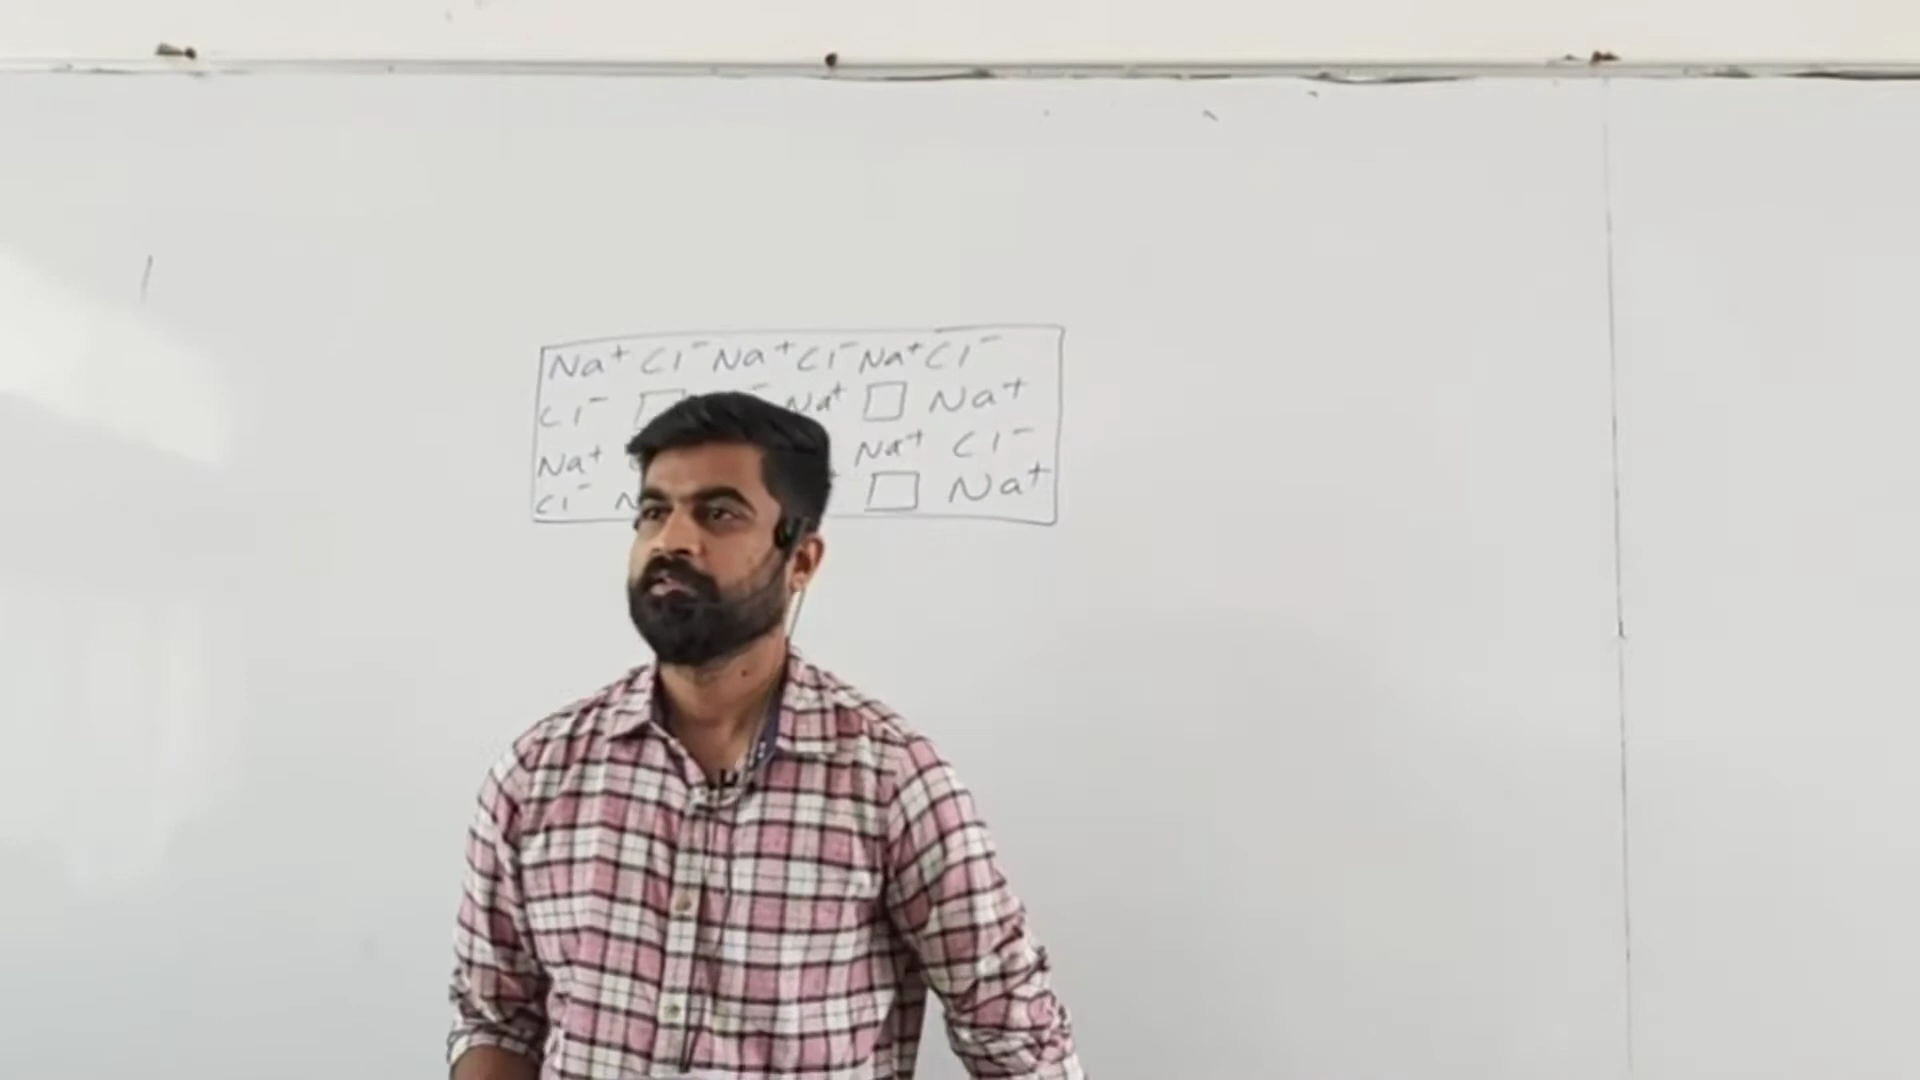 Na⁺ Cl⁻ Na⁺ Cl⁻ Na⁺ Cl⁻
Cl⁻ □ Na⁺ □ Na⁺
Na⁺ Na⁺ Cl⁻
Cl⁻ □ Na⁺